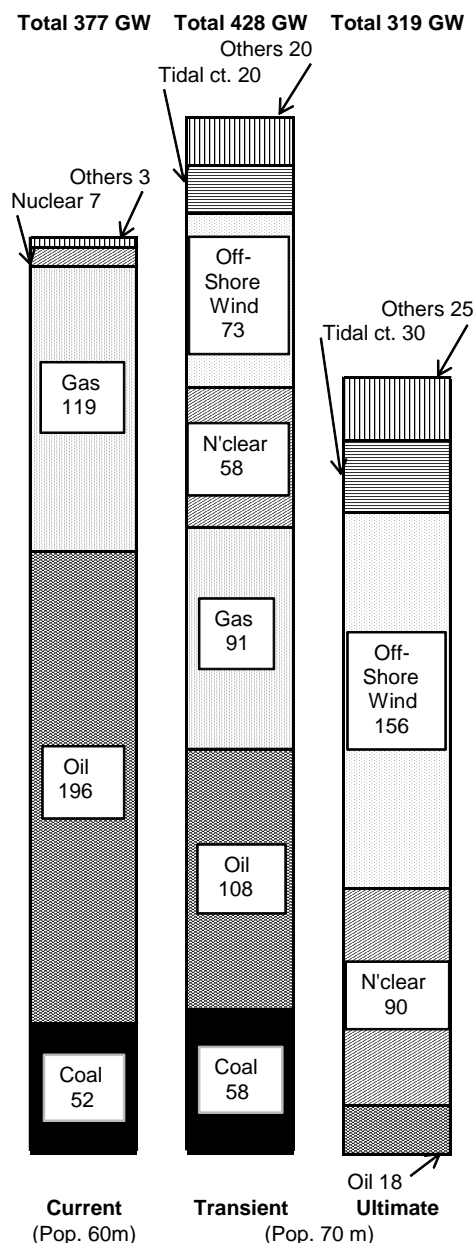 Total 377 GW
Total 428 GW
Total 319 GW
Others 20
Tidal ct. 20
Others 3
Nuclear 7
Off-
Shore
Wind
73
Others 25
Tidal ct. 30
Gas
119
N'clear
58
Gas
91
Off-
Shore
Wind
156
Oil
196
Oil
108
N'clear
90
Coal
52
Coal
58
Oil 18
Current
(Pop. 60m)
Transient
Ultimate
(Pop. 70 m)